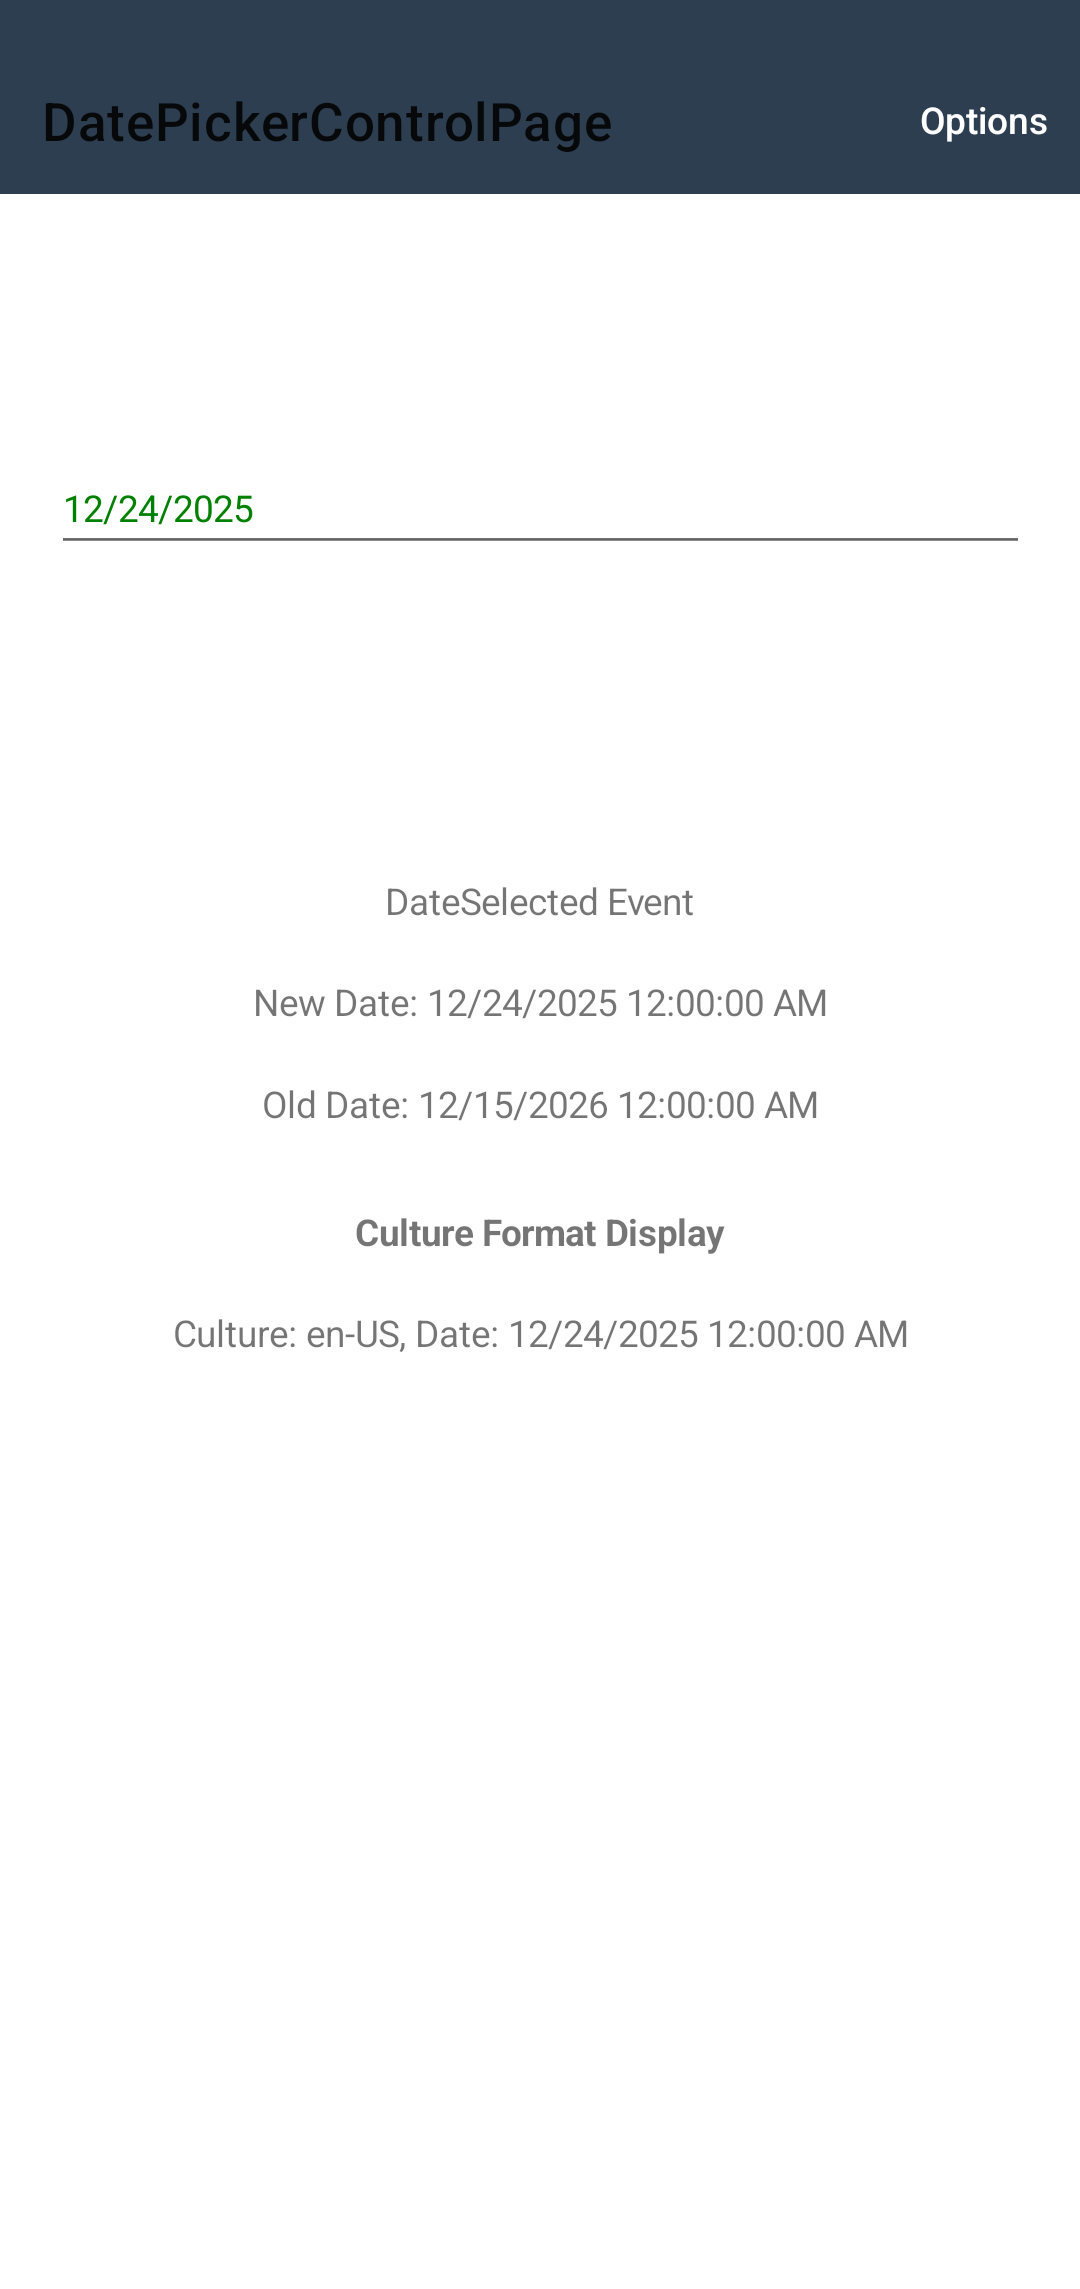 DatePickerControlPage
Options
12/24/2025
DateSelected Event
New Date: 12/24/2025 12:00:00 AM
Old Date: 12/15/2026 12:00:00 AM
Culture Format Display
Culture: en-US, Date: 12/24/2025 12:00:00 AM